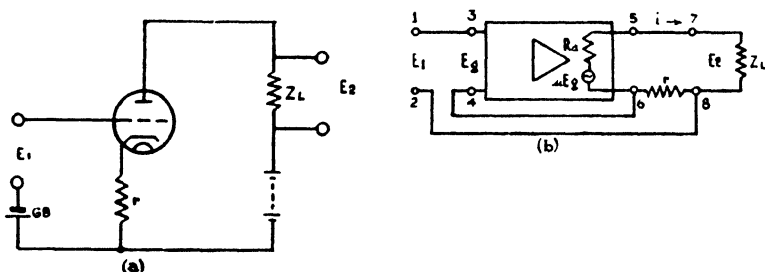 E1
GB
r
ZL
E2
(a)
1
3
5
i →
7
E1
Eg
RA
μEg
E2
ZL
2
4
6
r
8
(b)